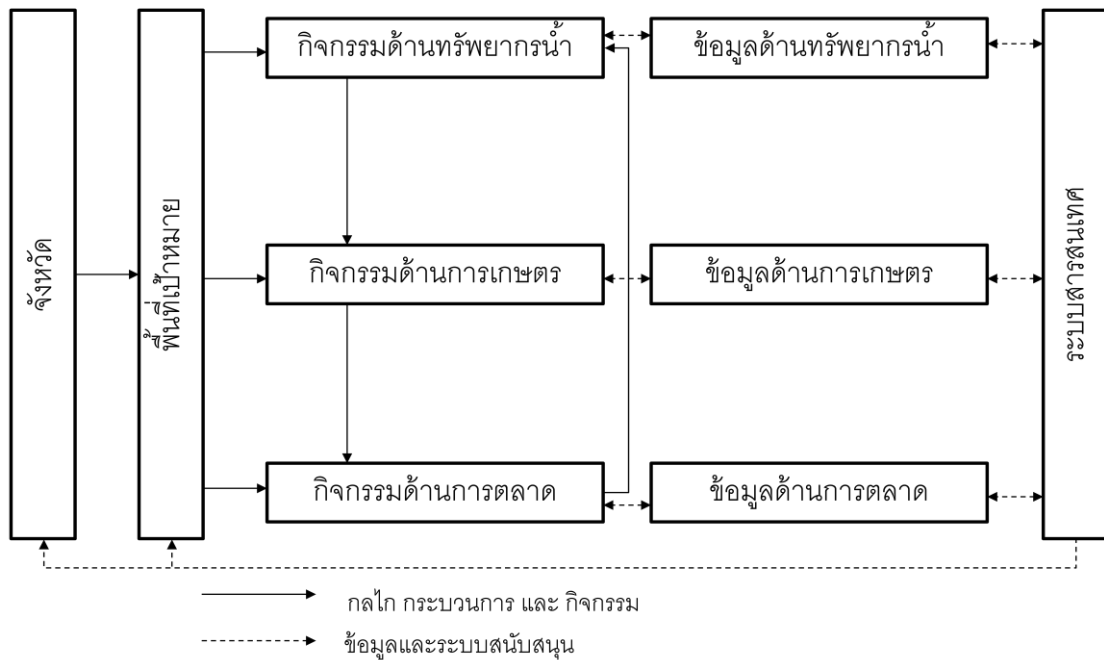 จังหวัด
พื้นที่เป้าหมาย
กิจกรรมด้านทรัพยากรน้ำ
ข้อมูลด้านทรัพยากรน้ำ
กิจกรรมด้านการเกษตร
ข้อมูลด้านการเกษตร
กิจกรรมด้านการตลาด
ข้อมูลด้านการตลาด
ระบบสารสนเทศ
กลไก กระบวนการ และ กิจกรรม
ข้อมูลและระบบสนับสนุน